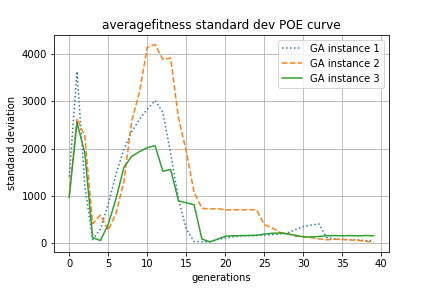 averagefitness standard dev POE curve
GA instance 1
GA instance 2
GA instance 3
standard deviation
4000
3000
2000
1000
0
0 5 10 15 20 25 30 35 40
generations